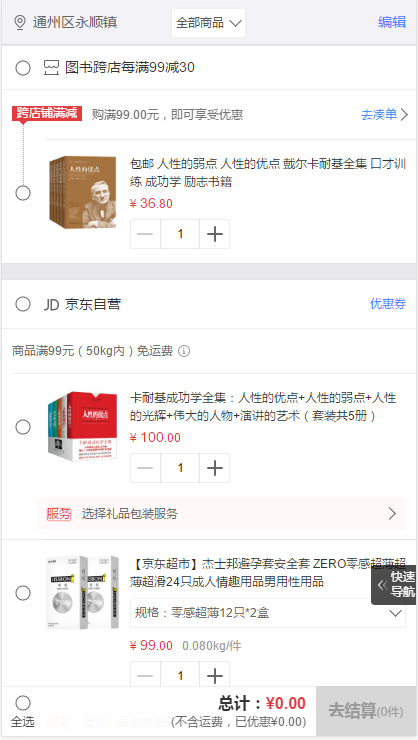 通州区永顺镇
全部商品
编辑
图书跨店每满99减30
跨店铺满减
购满99.00元，即可享受优惠
去凑单
包邮 人性的弱点 人性的优点 戴尔卡耐基全集 口才训
练 成功学 励志书籍
人性的优点
¥ 36.80
1
JD 京东自营
优惠券
商品满99元（50kg内）免运费
卡耐基成功学全集：人性的优点+人性的弱点+人性
的光辉+伟大的人物+演讲的艺术（套装共5册）
人性的优点
¥ 100.00
1
服务
选择礼品包装服务
【京东超市】杰士邦避孕套安全套 ZERO零感超薄超
薄超滑24只成人情趣用品男用性用品
规格：零感超薄12只*2盒
快速
导航
¥ 99.00
0.080kg/件
1
全选
总计：¥0.00
(不含运费，已优惠¥0.00)
去结算(0件)